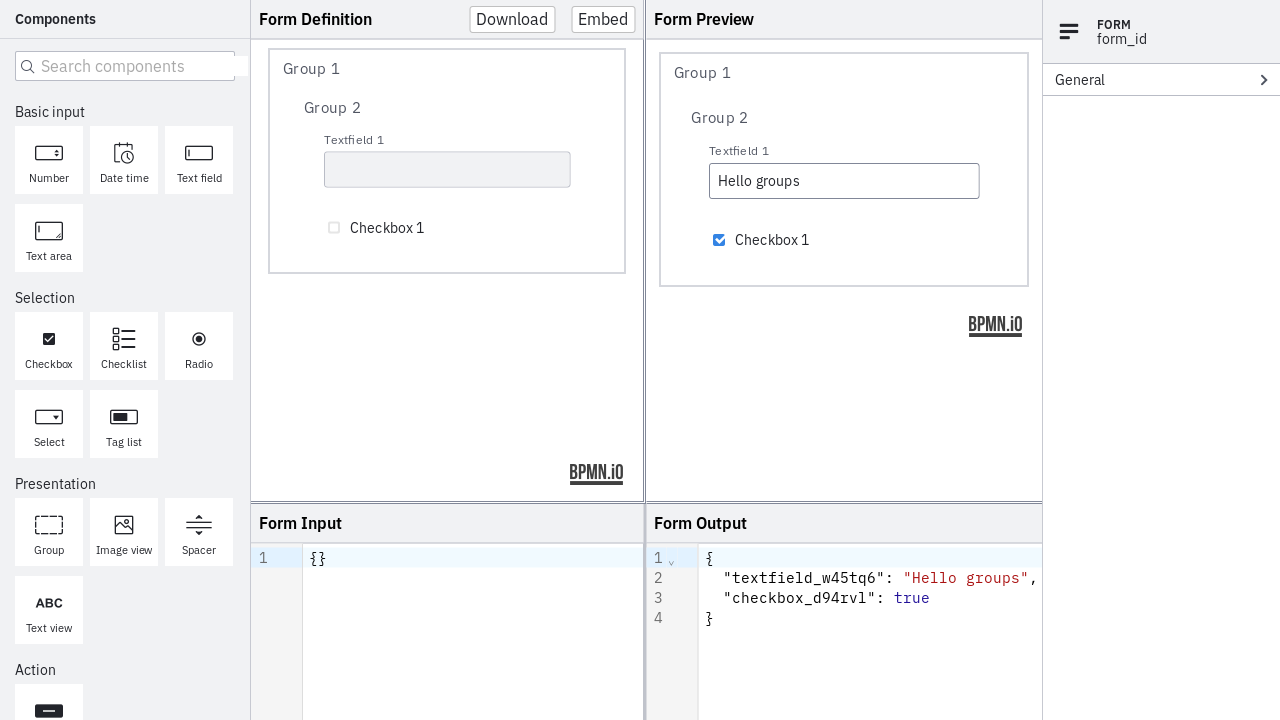 Components
Search components
Basic input
Number
Date time
Text field
Text area
Selection
Checkbox
Checklist
Radio
Select
Tag list
Presentation
Group
Image view
Spacer
ABC
Text view
Action
Form Definition
Download
Embed
Group 1
Group 2
Textfield 1
Checkbox 1
BPMN.iO
Form Preview
Group 1
Group 2
Textfield 1
Hello groups
Checkbox 1
BPMN.iO
Form Input
1 {}
Form Output
1 {
2 "textfield_w45tq6": "Hello groups",
3 "checkbox_d94rvl": true
4 }
FORM
form_id
General